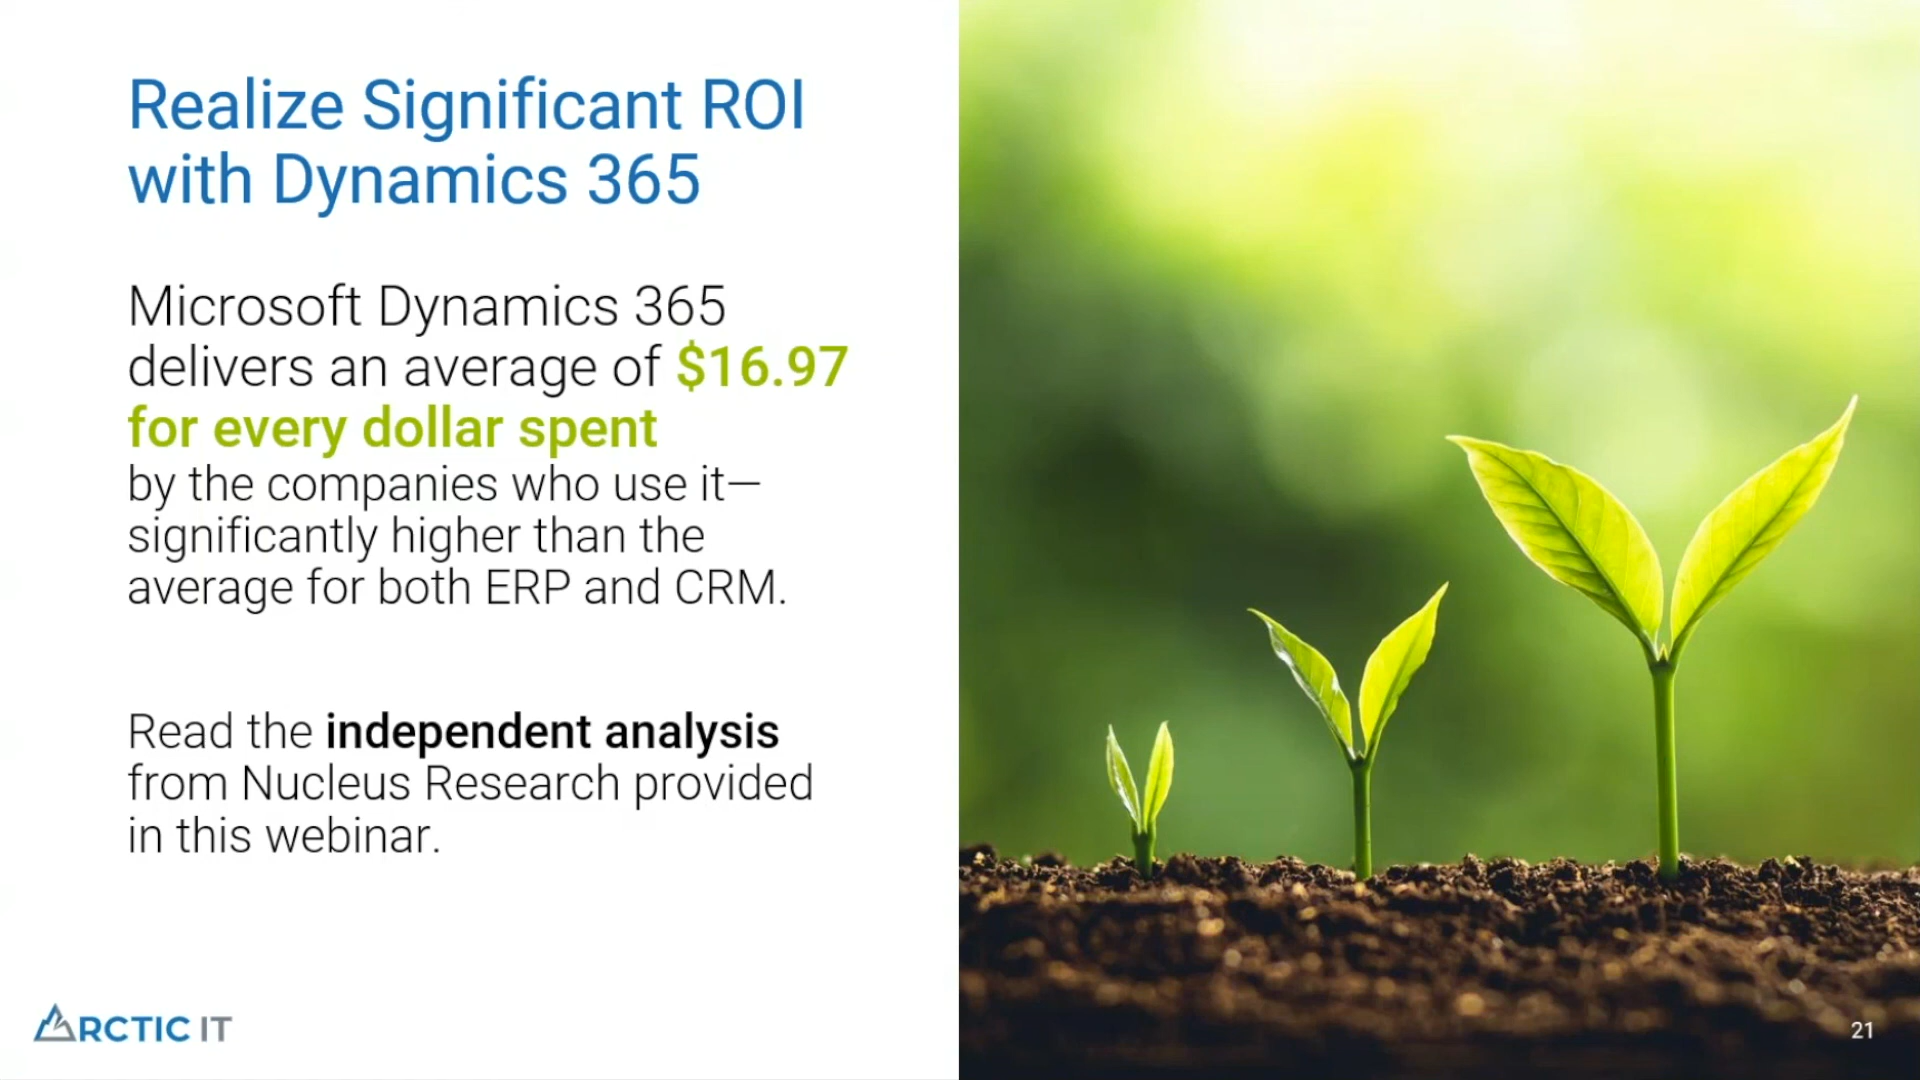 Realize Significant ROI
with Dynamics 365
Microsoft Dynamics 365
delivers an average of $16.97
for every dollar spent
by the companies who use it—
significantly higher than the
average for both ERP and CRM.
Read the independent analysis
from Nucleus Research provided
in this webinar.
ARCTIC IT
21